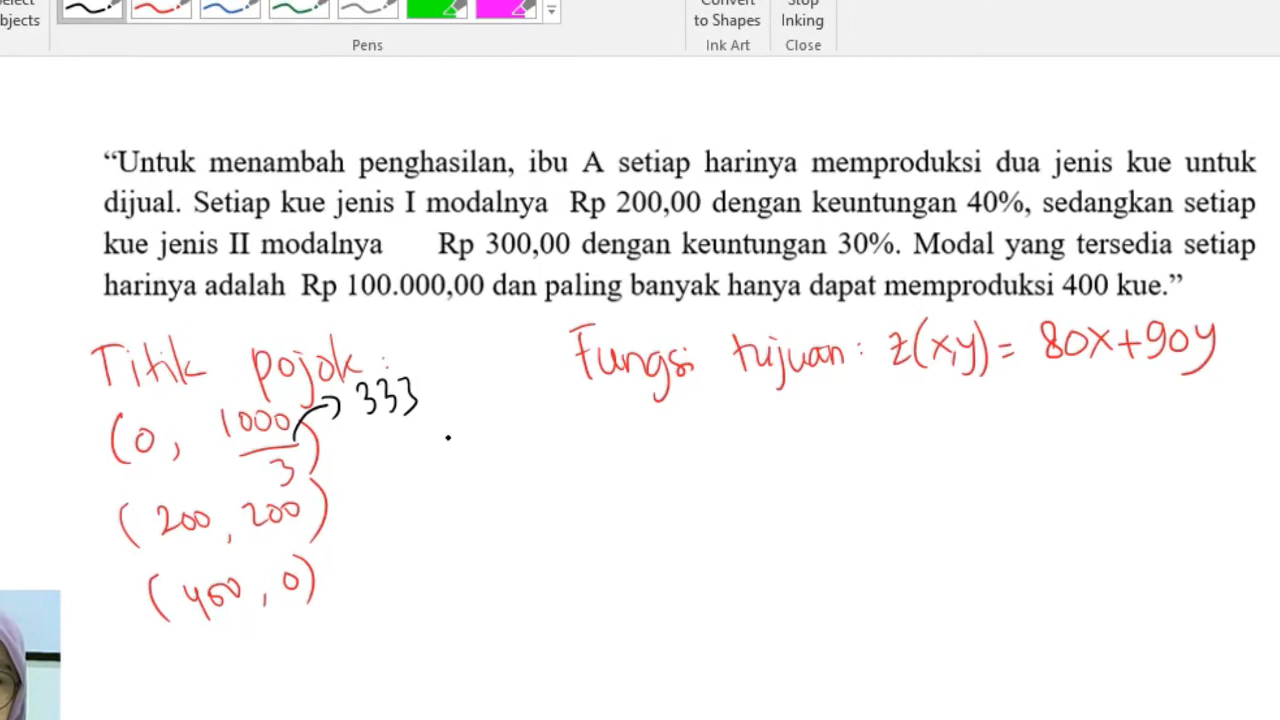 Select
Objects
Pens
Convert
to Shapes
Ink Art
Stop
Inking
Close
“Untuk menambah penghasilan, ibu A setiap harinya memproduksi dua jenis kue untuk
dijual. Setiap kue jenis I modalnya Rp 200,00 dengan keuntungan 40%, sedangkan setiap
kue jenis II modalnya Rp 300,00 dengan keuntungan 30%. Modal yang tersedia setiap
harinya adalah Rp 100.000,00 dan paling banyak hanya dapat memproduksi 400 kue.”
Titik pojok:
(0, 1000/3) → 333
(200, 200)
(400, 0)
Fungsi tujuan: z(x,y) = 80x+90y